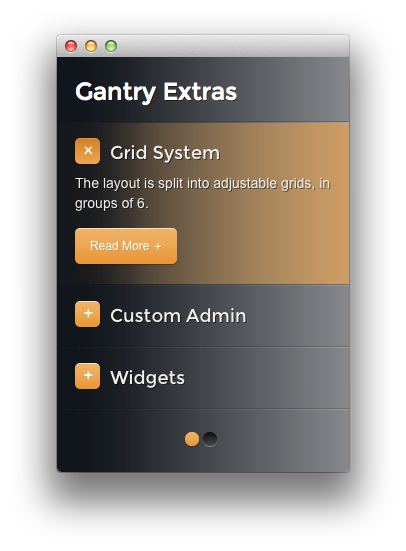 Gantry Extras
× Grid System
The layout is split into adjustable grids, in
groups of 6.
Read More +
+ Custom Admin
+ Widgets